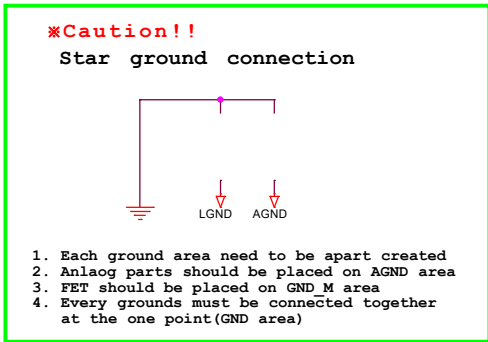 ※Caution!!
Star ground connection
LGND AGND
1. Each ground area need to be apart created
2. Anlaog parts should be placed on AGND area
3. FET should be placed on GND_M area
4. Every grounds must be connected together
at the one point(GND area)